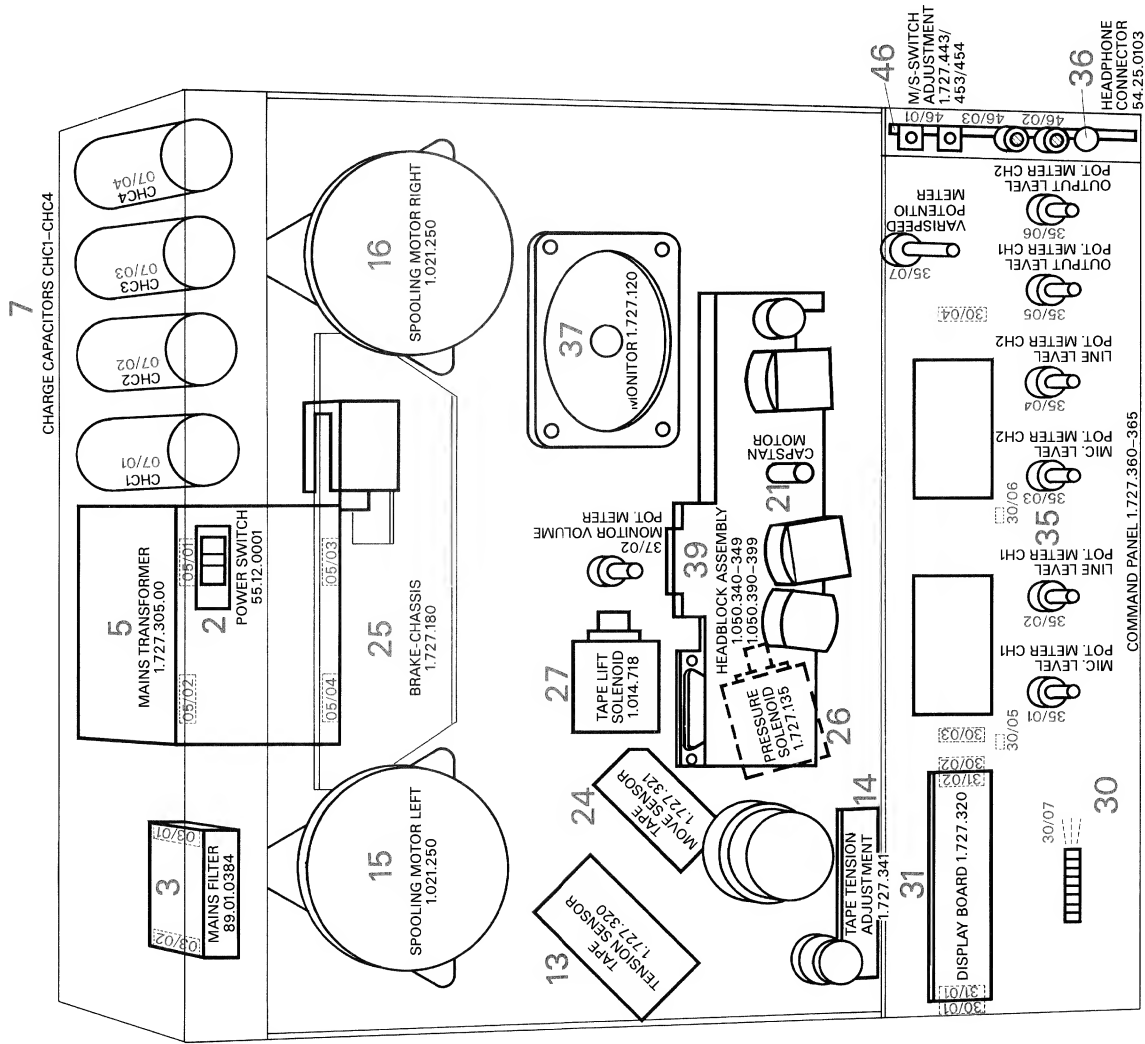 7
CHARGE CAPACITORS CHC1–CHC4
CHC1
07/01
CHC2
07/02
CHC3
07/03
CHC4
07/04
5
MAINS TRANSFORMER
1.727.305.00
05/02
05/01
2
POWER SWITCH
55.12.0001
05/04
05/03
3
03/02
03/01
MAINS FILTER
89.01.0384
15
SPOOLING MOTOR LEFT
1.021.250
25
BRAKE-CHASSIS
1.727.180
16
SPOOLING MOTOR RIGHT
1.021.250
13
TAPE
TENSION SENSOR
1.727.320
24
TAPE
MOVE SENSOR
1.727.321
27
TAPE LIFT
SOLENOID
1.014.718
37/02
MONITOR VOLUME
POT. METER
37
MONITOR 1.727.120
39
HEADBLOCK ASSEMBLY
1.050.340–349
1.050.390–399
PRESSURE
SOLENOID
1.727.135
26
21
CAPSTAN
MOTOR
14
TAPE TENSION
ADJUSTMENT
1.727.341
46
M/S-SWITCH
ADJUSTMENT
1.727.443/
453/454
46/01
46/03
46/02
36
HEADPHONE
CONNECTOR
54.25.0103
31
DISPLAY BOARD 1.727.320
30/01
31/01
30/02
31/02
30/03
30/05
30/06
30/04
30/07
30
35
35/01
MIC. LEVEL
POT. METER CH1
35/02
LINE LEVEL
POT. METER CH1
35/03
MIC. LEVEL
POT. METER CH2
35/04
LINE LEVEL
POT. METER CH2
35/05
OUTPUT LEVEL
POT. METER CH1
35/06
OUTPUT LEVEL
POT. METER CH2
35/07
VARISPEED
POTENTIO
METER
COMMAND PANEL 1.727.360–365